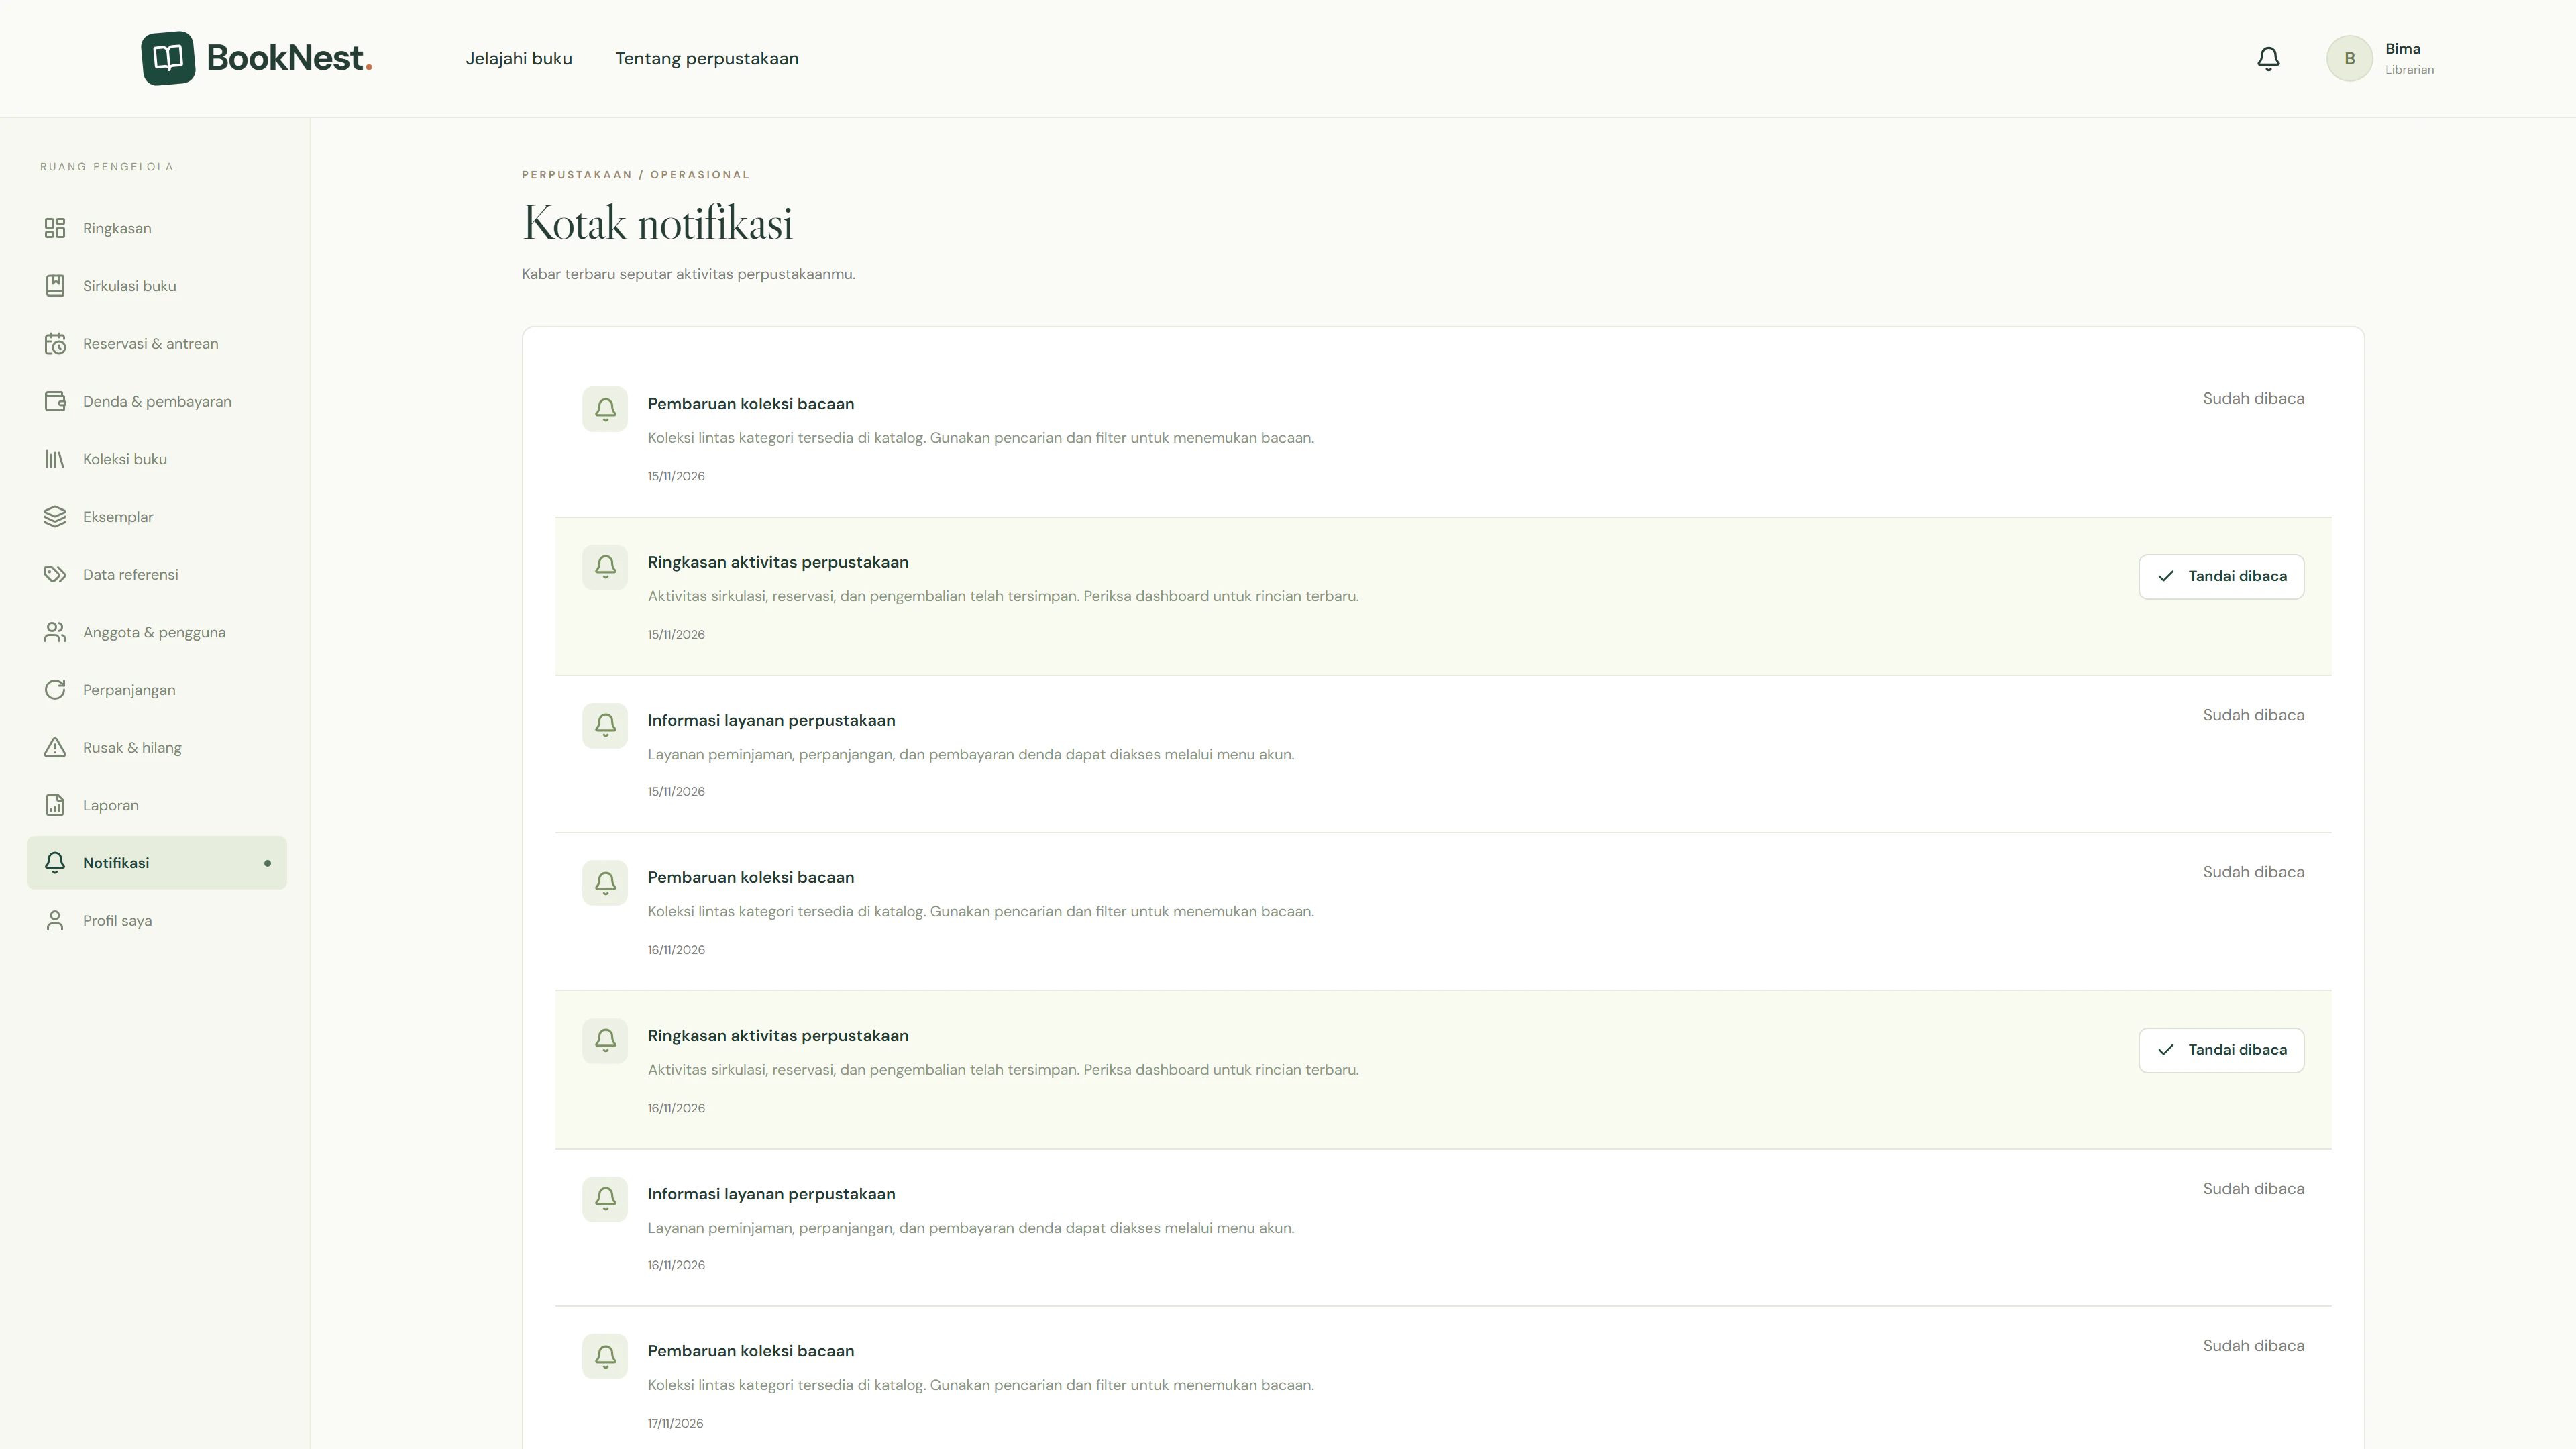 BookNest.
Jelajahi buku
Tentang perpustakaan
B
Bima
Librarian
RUANG PENGELOLA
Ringkasan
Sirkulasi buku
Reservasi & antrean
Denda & pembayaran
Koleksi buku
Eksemplar
Data referensi
Anggota & pengguna
Perpanjangan
Rusak & hilang
Laporan
Notifikasi
Profil saya
PERPUSTAKAAN / OPERASIONAL
Kotak notifikasi
Kabar terbaru seputar aktivitas perpustakaanmu.
Pembaruan koleksi bacaan
Sudah dibaca
Koleksi lintas kategori tersedia di katalog. Gunakan pencarian dan filter untuk menemukan bacaan.
15/11/2026
Ringkasan aktivitas perpustakaan
Tandai dibaca
Aktivitas sirkulasi, reservasi, dan pengembalian telah tersimpan. Periksa dashboard untuk rincian terbaru.
15/11/2026
Informasi layanan perpustakaan
Sudah dibaca
Layanan peminjaman, perpanjangan, dan pembayaran denda dapat diakses melalui menu akun.
15/11/2026
Pembaruan koleksi bacaan
Sudah dibaca
Koleksi lintas kategori tersedia di katalog. Gunakan pencarian dan filter untuk menemukan bacaan.
16/11/2026
Ringkasan aktivitas perpustakaan
Tandai dibaca
Aktivitas sirkulasi, reservasi, dan pengembalian telah tersimpan. Periksa dashboard untuk rincian terbaru.
16/11/2026
Informasi layanan perpustakaan
Sudah dibaca
Layanan peminjaman, perpanjangan, dan pembayaran denda dapat diakses melalui menu akun.
16/11/2026
Pembaruan koleksi bacaan
Sudah dibaca
Koleksi lintas kategori tersedia di katalog. Gunakan pencarian dan filter untuk menemukan bacaan.
17/11/2026